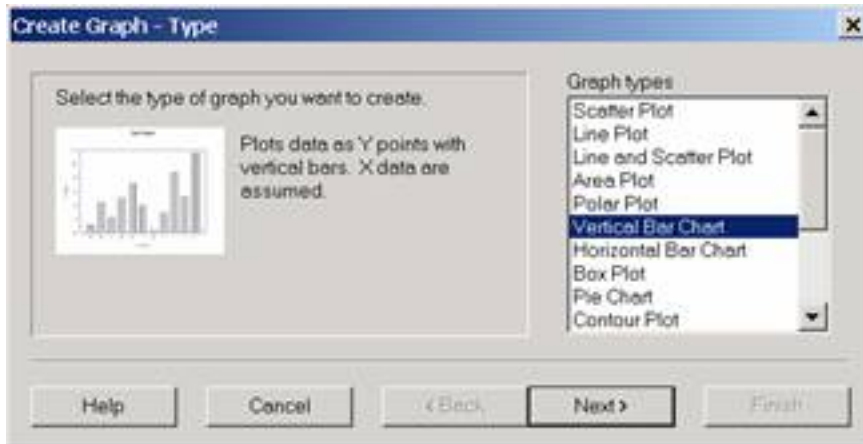 Create Graph - Type
Select the type of graph you want to create.
Plots data as Y points with
vertical bars. X data are
assumed.
Graph types
Scatter Plot
Line Plot
Line and Scatter Plot
Area Plot
Polar Plot
Vertical Bar Chart
Horizontal Bar Chart
Box Plot
Pie Chart
Contour Plot
Help
Cancel
< Back
Next >
Finish